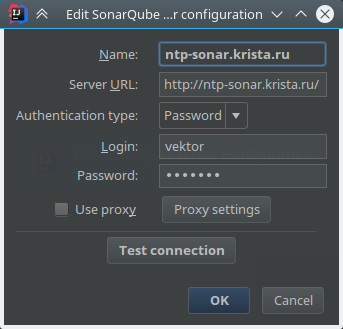 Edit SonarQube ...r configuration
Name: ntp-sonar.krista.ru
Server URL: http://ntp-sonar.krista.ru/
Authentication type: Password
Login: vektor
Password: •••••••
Use proxy Proxy settings
Test connection
OK Cancel